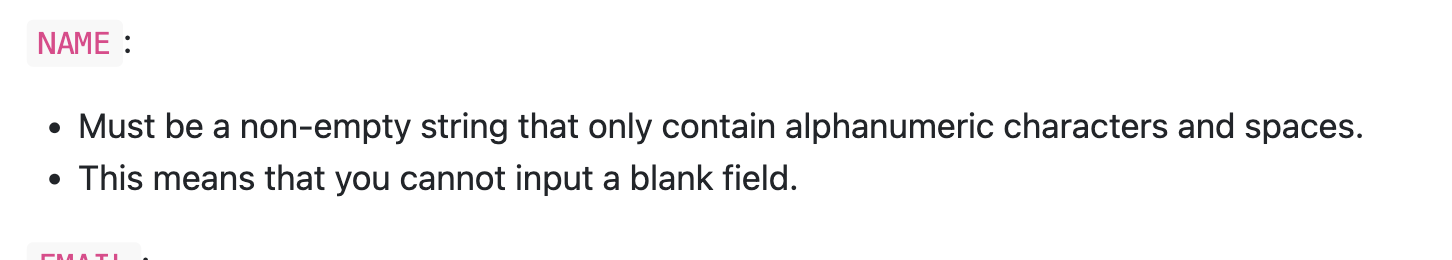 NAME:
• Must be a non-empty string that only contain alphanumeric characters and spaces.
• This means that you cannot input a blank field.
EMAIL: